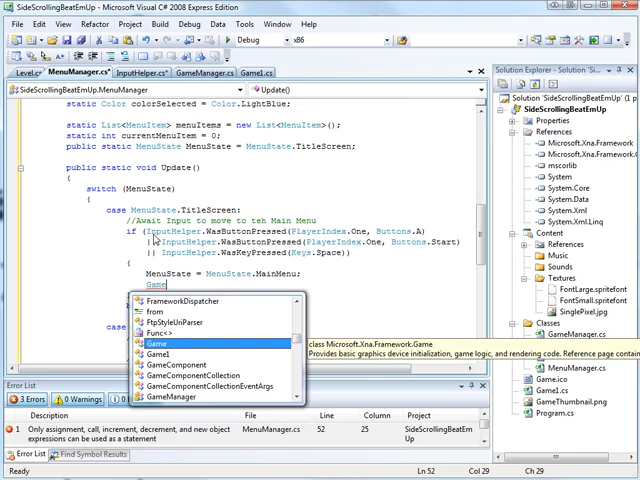 SideScrollingBeatEmUp - Microsoft Visual C# 2008 Express Edition
File Edit View Refactor Project Build Debug Data Tools Window Help
Debug x86
Level.cs MenuManager.cs* InputHelper.cs* GameManager.cs* Game1.cs*
SideScrollingBeatEmUp.MenuManager Update()
static Color colorSelected = Color.LightBlue;
static List<MenuItem> menuItems = new List<MenuItem>();
static int currentMenuItem = 0;
public static MenuState MenuState = MenuState.TitleScreen;
public static void Update()
{
switch (MenuState)
{
case MenuState.TitleScreen:
//Await Input to move to teh Main Menu
if (InputHelper.WasButtonPressed(PlayerIndex.One, Buttons.A)
|| InputHelper.WasButtonPressed(PlayerIndex.One, Buttons.Start)
|| InputHelper.WasKeyPressed(Keys.Space))
{
MenuState = MenuState.MainMenu;
Game
case
FrameworkDispatcher
from
FtpStyleUriParser
Func<>
Game
Game1
GameComponent
GameComponentCollection
GameComponentCollectionEventArgs
GameManager
class Microsoft.Xna.Framework.Game
Provides basic graphics device initialization, game logic, and rendering code. Reference page contain
Solution Explorer - Solution 'SideScrollingBeatEmUp'
Solution 'SideScrollingBeatEmUp' (1
SideScrollingBeatEmUp
Properties
References
Microsoft.Xna.Framework
Microsoft.Xna.Framework
mscorlib
System
System.Core
System.Xml
System.Xml.Linq
Content
References
Music
Sounds
Textures
FontLarge.spritefont
FontSmall.spritefont
SinglePixel.jpg
Classes
GameManager.cs
MenuManager.cs
Game.ico
Game1.cs
GameThumbnail.png
Program.cs
Error List
3 Errors 0 Warnings
Description File Line Column Project
1 Only assignment, call, increment, decrement, and new object expressions can be used as a statement MenuManager.cs 52 25 SideScrollingBeatEmUp
Error List Find Symbol Results
Ready Ln 52 Col 29 Ch 29